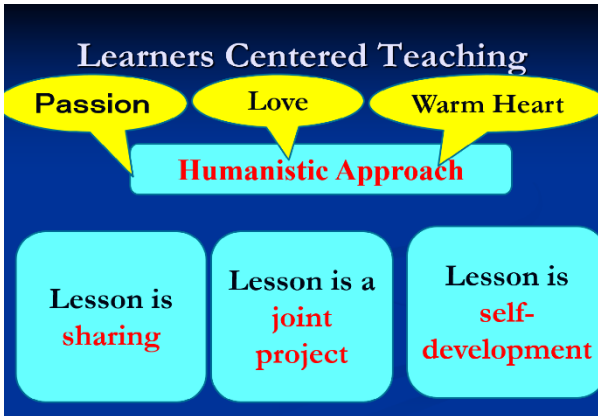 Learners Centered Teaching
Passion
Love
Warm Heart
Humanistic Approach
Lesson is
sharing
Lesson is a
joint
project
Lesson is
self-
development